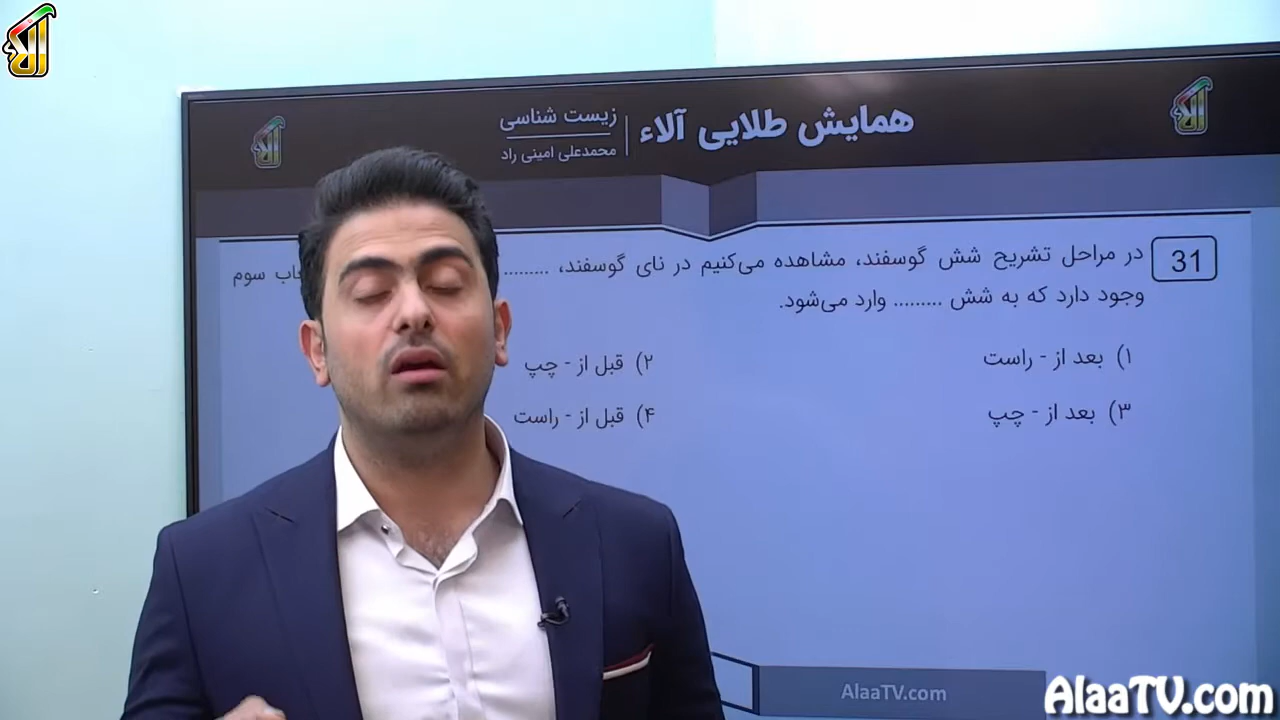 همایش طلایی آلاء
زیست شناسی
محمدعلی امینی راد
31
در مراحل تشریح شش گوسفند، مشاهده می‌کنیم در نای گوسفند، ......... سوم
وجود دارد که به شش ......... وارد می‌شود.
۱) بعد از - راست
۲) قبل از - چپ
۳) بعد از - چپ
۴) قبل از - راست
AlaaTV.com
AlaaTV.com